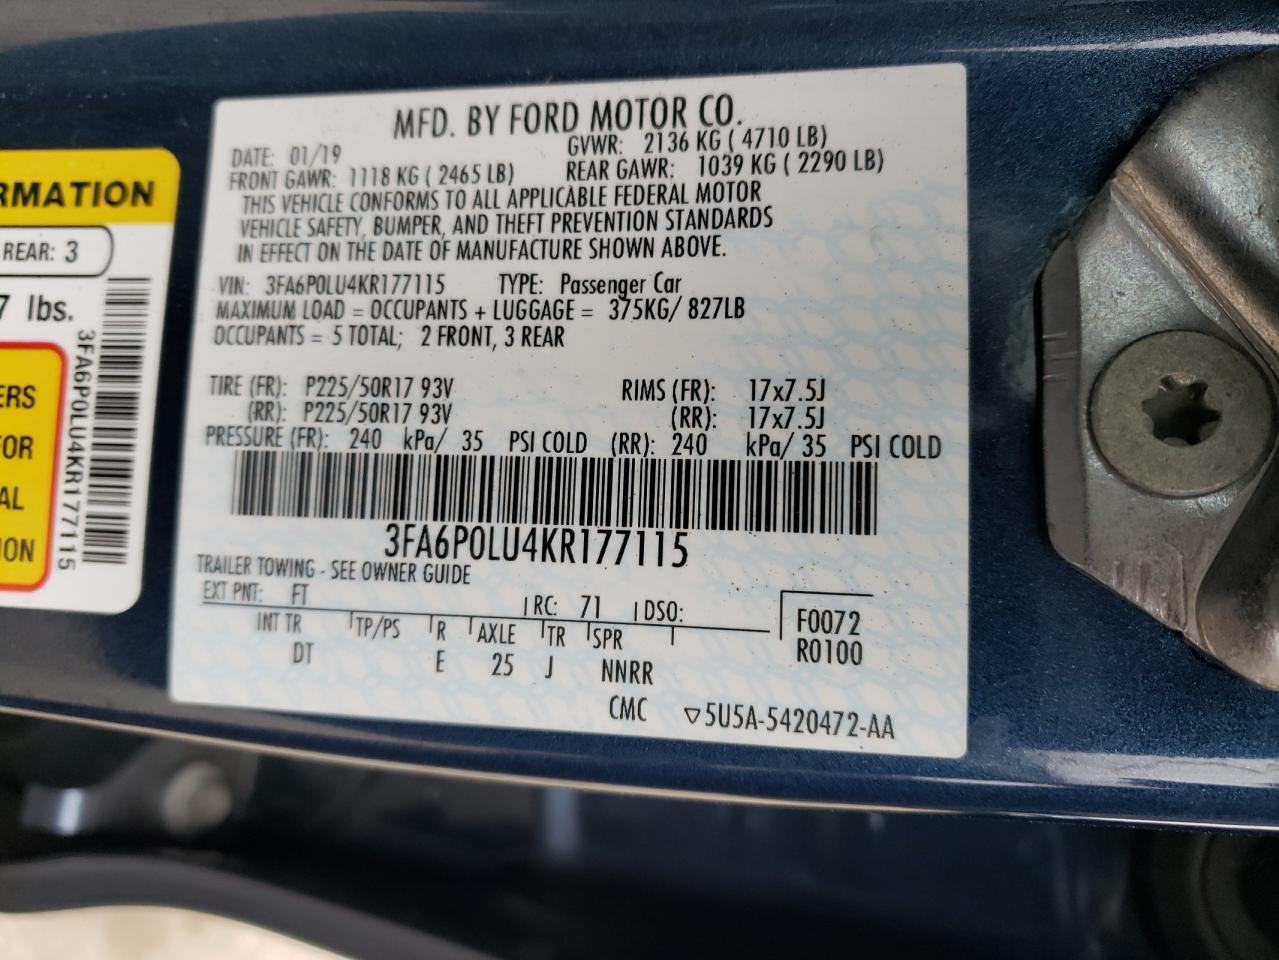 MFD. BY FORD MOTOR CO.
DATE: 01/19 GVWR: 2136 KG ( 4710 LB)
FRONT GAWR: 1118 KG ( 2465 LB) REAR GAWR: 1039 KG ( 2290 LB)
THIS VEHICLE CONFORMS TO ALL APPLICABLE FEDERAL MOTOR
VEHICLE SAFETY, BUMPER, AND THEFT PREVENTION STANDARDS
IN EFFECT ON THE DATE OF MANUFACTURE SHOWN ABOVE.
VIN: 3FA6P0LU4KR177115 TYPE: Passenger Car
MAXIMUM LOAD = OCCUPANTS + LUGGAGE = 375KG/ 827LB
OCCUPANTS = 5 TOTAL; 2 FRONT, 3 REAR
TIRE (FR): P225/50R17 93V RIMS (FR): 17x7.5J
(RR): P225/50R17 93V (RR): 17x7.5J
PRESSURE (FR): 240 kPa/ 35 PSI COLD (RR): 240 kPa/ 35 PSI COLD
3FA6P0LU4KR177115
TRAILER TOWING - SEE OWNER GUIDE
EXT PNT: FT RC: 71 DSO:
F0072
R0100
INT TR TP/PS R AXLE TR SPR
DT E 25 J NNRR
CMC ▽5U5A-5420472-AA
RMATION
REAR: 3
7 lbs.
3FA6P0LU4KR177115
ERS
FOR
AL
ION